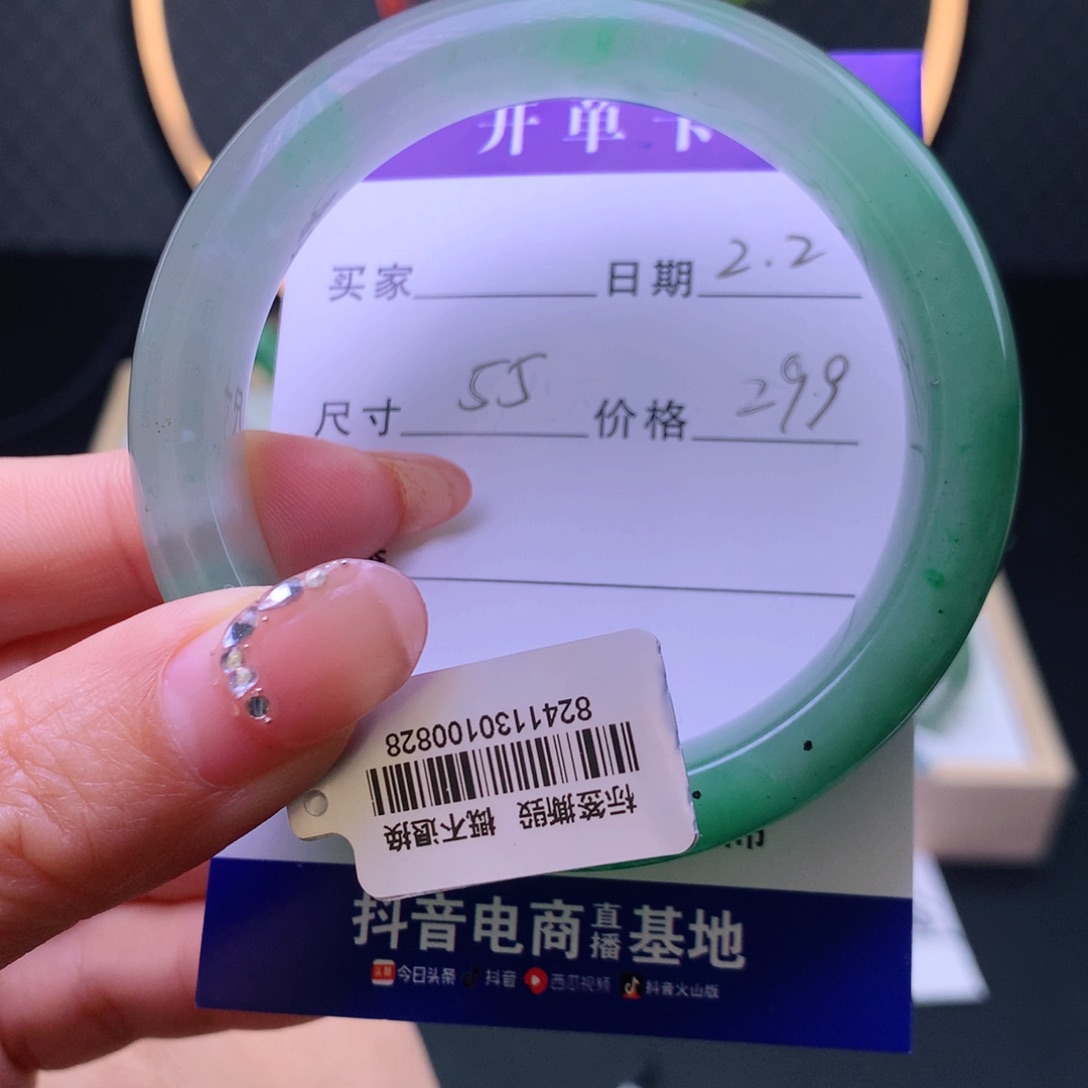 开单卡
买家 日期 2.2
尺寸 55 价格 299
标签撕毁 概不退换
8241130100828
抖音电商直播基地
今日头条 抖音 西瓜视频 抖音火山版